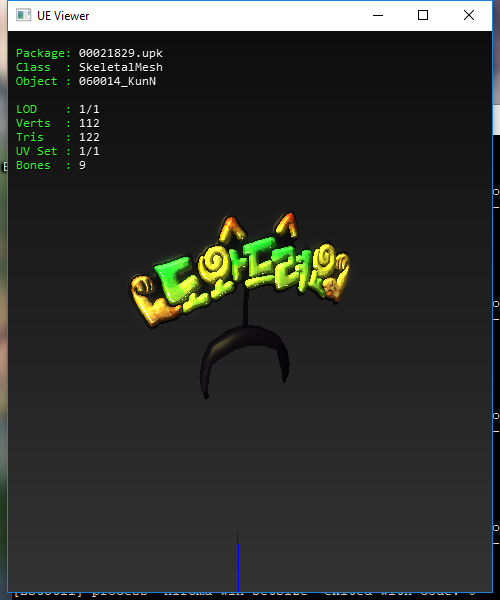 UE Viewer
Package: 00021829.upk
Class : SkeletalMesh
Object : 060014_KunN
LOD : 1/1
Verts : 112
Tris : 122
UV Set : 1/1
Bones : 9
도와드려요